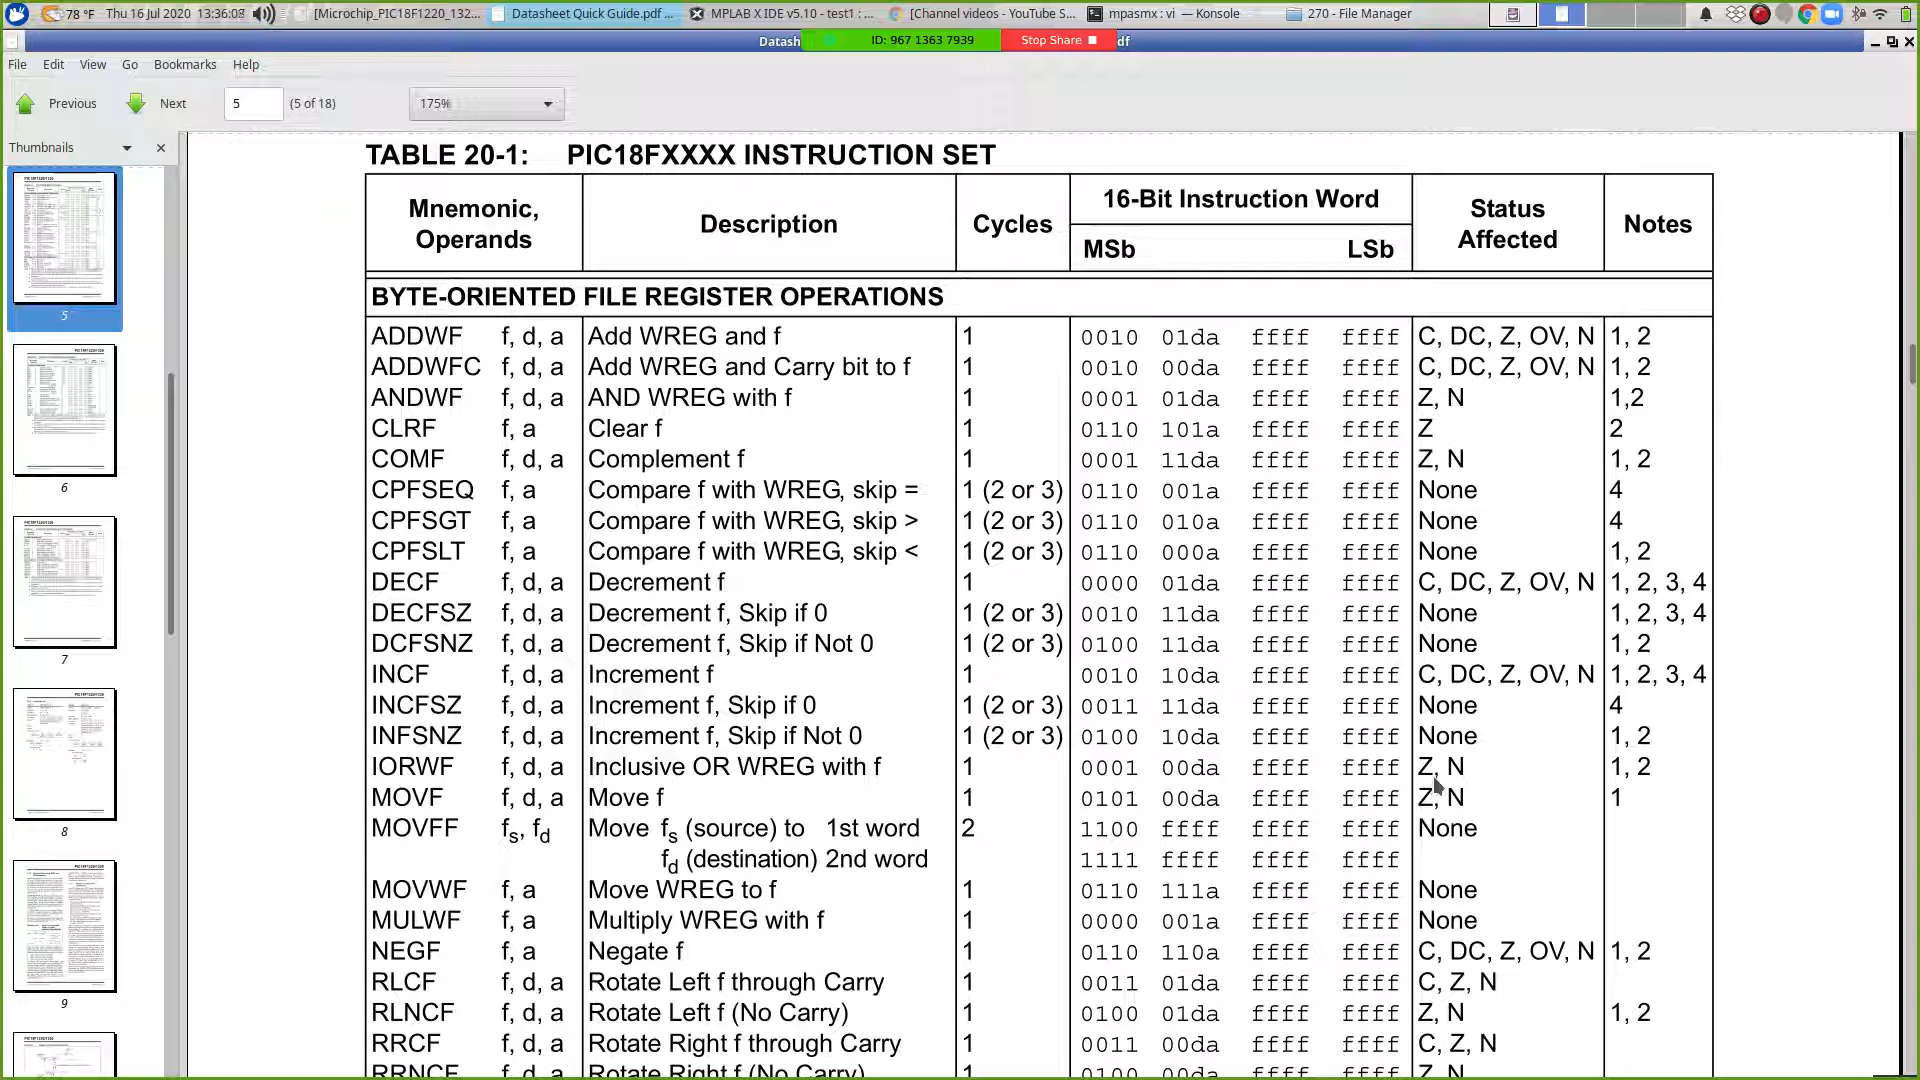 78 °F Thu 16 Jul 2020 13:36:08 [Microchip_PIC18F1220_132... Datasheet Quick Guide.pdf ... MPLAB X IDE v5.10 - test1 : ... [Channel videos - YouTube S... mpasmx : vi — Konsole 270 - File Manager
Datash ID: 967 1363 7939 Stop Share df
File Edit View Go Bookmarks Help
Previous Next 5 (5 of 18) 175%
Thumbnails
5
6
7
8
9
TABLE 20-1: PIC18FXXXX INSTRUCTION SET
Mnemonic, Operands Description Cycles 16-Bit Instruction Word Status Affected Notes
MSb LSb
BYTE-ORIENTED FILE REGISTER OPERATIONS
ADDWF f, d, a Add WREG and f 1 0010 01da ffff ffff C, DC, Z, OV, N 1, 2
ADDWFC f, d, a Add WREG and Carry bit to f 1 0010 00da ffff ffff C, DC, Z, OV, N 1, 2
ANDWF f, d, a AND WREG with f 1 0001 01da ffff ffff Z, N 1,2
CLRF f, a Clear f 1 0110 101a ffff ffff Z 2
COMF f, d, a Complement f 1 0001 11da ffff ffff Z, N 1, 2
CPFSEQ f, a Compare f with WREG, skip = 1 (2 or 3) 0110 001a ffff ffff None 4
CPFSGT f, a Compare f with WREG, skip > 1 (2 or 3) 0110 010a ffff ffff None 4
CPFSLT f, a Compare f with WREG, skip < 1 (2 or 3) 0110 000a ffff ffff None 1, 2
DECF f, d, a Decrement f 1 0000 01da ffff ffff C, DC, Z, OV, N 1, 2, 3, 4
DECFSZ f, d, a Decrement f, Skip if 0 1 (2 or 3) 0010 11da ffff ffff None 1, 2, 3, 4
DCFSNZ f, d, a Decrement f, Skip if Not 0 1 (2 or 3) 0100 11da ffff ffff None 1, 2
INCF f, d, a Increment f 1 0010 10da ffff ffff C, DC, Z, OV, N 1, 2, 3, 4
INCFSZ f, d, a Increment f, Skip if 0 1 (2 or 3) 0011 11da ffff ffff None 4
INFSNZ f, d, a Increment f, Skip if Not 0 1 (2 or 3) 0100 10da ffff ffff None 1, 2
IORWF f, d, a Inclusive OR WREG with f 1 0001 00da ffff ffff Z, N 1, 2
MOVF f, d, a Move f 1 0101 00da ffff ffff Z, N 1
MOVFF fs, fd Move fs (source) to 1st word 2 1100 ffff ffff ffff None
fd (destination) 2nd word 1111 ffff ffff ffff
MOVWF f, a Move WREG to f 1 0110 111a ffff ffff None
MULWF f, a Multiply WREG with f 1 0000 001a ffff ffff None
NEGF f, a Negate f 1 0110 110a ffff ffff C, DC, Z, OV, N 1, 2
RLCF f, d, a Rotate Left f through Carry 1 0011 01da ffff ffff C, Z, N
RLNCF f, d, a Rotate Left f (No Carry) 1 0100 01da ffff ffff Z, N 1, 2
RRCF f, d, a Rotate Right f through Carry 1 0011 00da ffff ffff C, Z, N
RRNCF f, d, a Rotate Right f (No Carry) 1 0100 00da ffff ffff Z, N